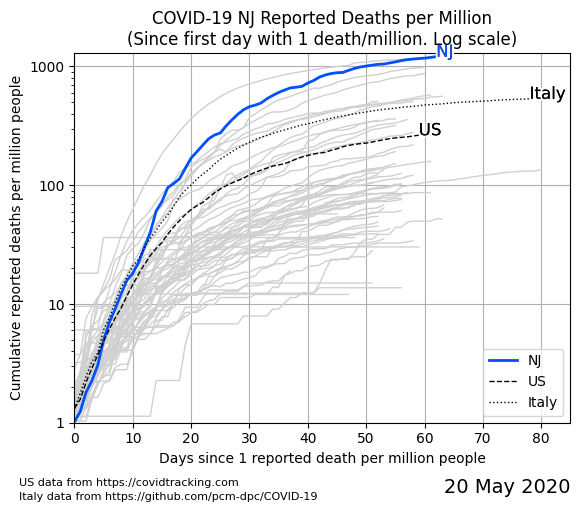 COVID-19 NJ Reported Deaths per Million
(Since first day with 1 death/million. Log scale)
NJ
Italy
US
1000
100
10
1
Cumulative reported deaths per million people
NJ
US
Italy
0 10 20 30 40 50 60 70 80
Days since 1 reported death per million people
US data from https://covidtracking.com
Italy data from https://github.com/pcm-dpc/COVID-19
20 May 2020